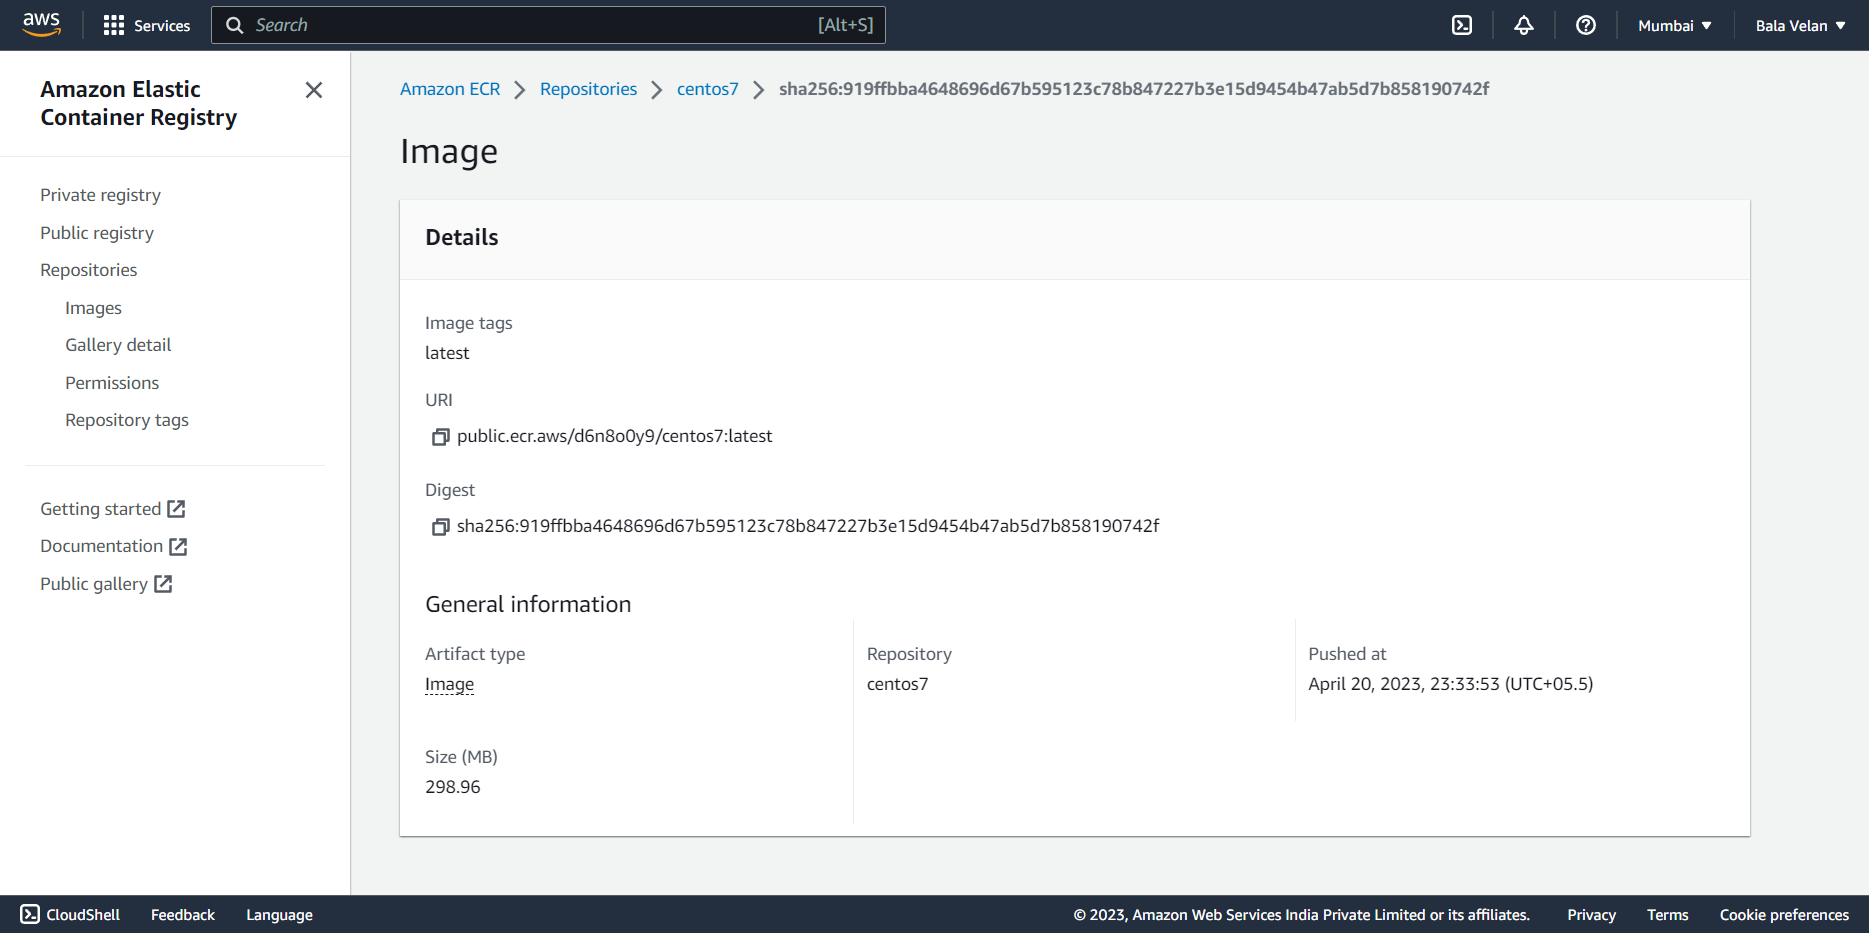 aws
Services
Search [Alt+S]
Mumbai
Bala Velan
Amazon Elastic
Container Registry
Private registry
Public registry
Repositories
Images
Gallery detail
Permissions
Repository tags
Getting started
Documentation
Public gallery
Amazon ECR Repositories centos7 sha256:919ffbba4648696d67b595123c78b847227b3e15d9454b47ab5d7b858190742f
Image
Details
Image tags
latest
URI
public.ecr.aws/d6n8o0y9/centos7:latest
Digest
sha256:919ffbba4648696d67b595123c78b847227b3e15d9454b47ab5d7b858190742f
General information
Artifact type
Image
Repository
centos7
Pushed at
April 20, 2023, 23:33:53 (UTC+05.5)
Size (MB)
298.96
CloudShell Feedback Language © 2023, Amazon Web Services India Private Limited or its affiliates. Privacy Terms Cookie preferences